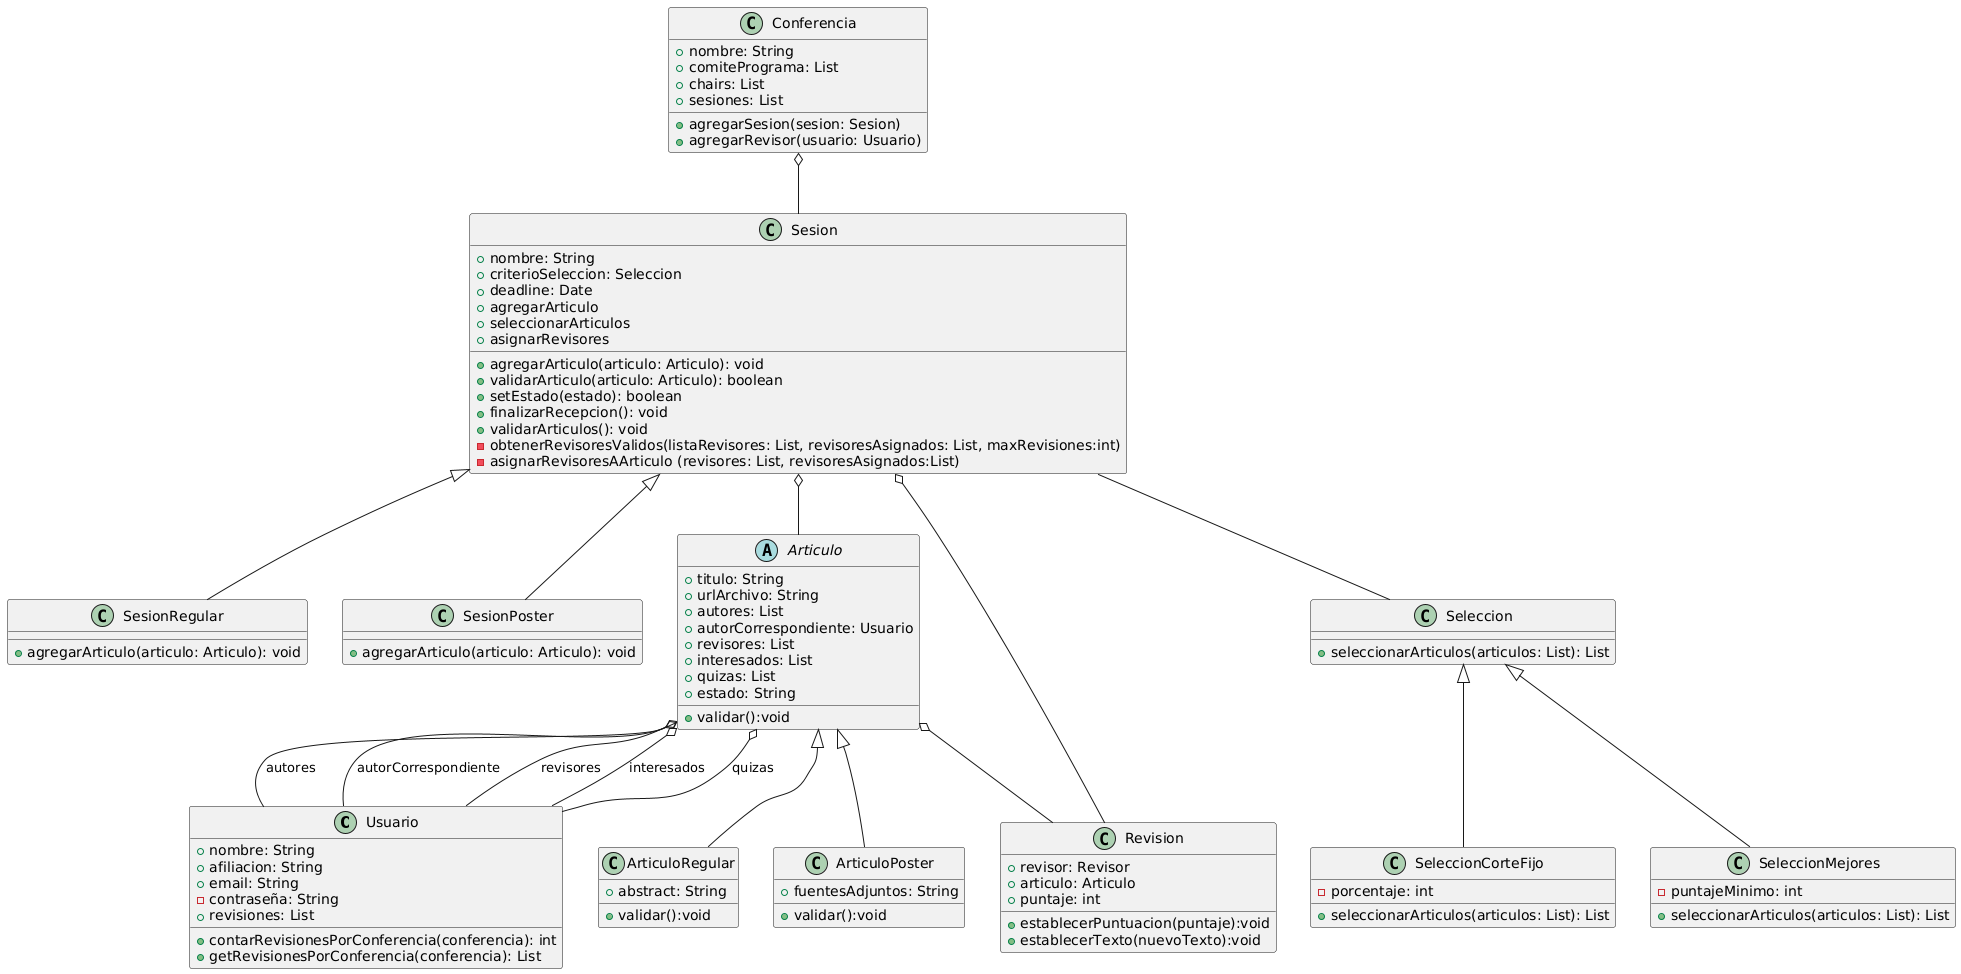 C Conferencia
nombre: String
comitePrograma: List
chairs: List
sesiones: List
agregarSesion(sesion: Sesion)
agregarRevisor(usuario: Usuario)
C Sesion
nombre: String
criterioSeleccion: Seleccion
deadline: Date
agregarArticulo
seleccionarArticulos
asignarRevisores
agregarArticulo(articulo: Articulo): void
validarArticulo(articulo: Articulo): boolean
setEstado(estado): boolean
finalizarRecepcion(): void
validarArticulos(): void
obtenerRevisoresValidos(listaRevisores: List, revisoresAsignados: List, maxRevisiones:int)
asignarRevisoresAArticulo (revisores: List, revisoresAsignados:List)
C SesionRegular
agregarArticulo(articulo: Articulo): void
C SesionPoster
agregarArticulo(articulo: Articulo): void
A Articulo
titulo: String
urlArchivo: String
autores: List
autorCorrespondiente: Usuario
revisores: List
interesados: List
quizas: List
estado: String
validar():void
C Seleccion
seleccionarArticulos(articulos: List): List
autores
autorCorrespondiente
revisores
interesados
quizas
C Usuario
nombre: String
afiliacion: String
email: String
contraseña: String
revisiones: List
contarRevisionesPorConferencia(conferencia): int
getRevisionesPorConferencia(conferencia): List
C ArticuloRegular
abstract: String
validar():void
C ArticuloPoster
fuentesAdjuntos: String
validar():void
C Revision
revisor: Revisor
articulo: Articulo
puntaje: int
establecerPuntuacion(puntaje):void
establecerTexto(nuevoTexto):void
C SeleccionCorteFijo
porcentaje: int
seleccionarArticulos(articulos: List): List
C SeleccionMejores
puntajeMinimo: int
seleccionarArticulos(articulos: List): List